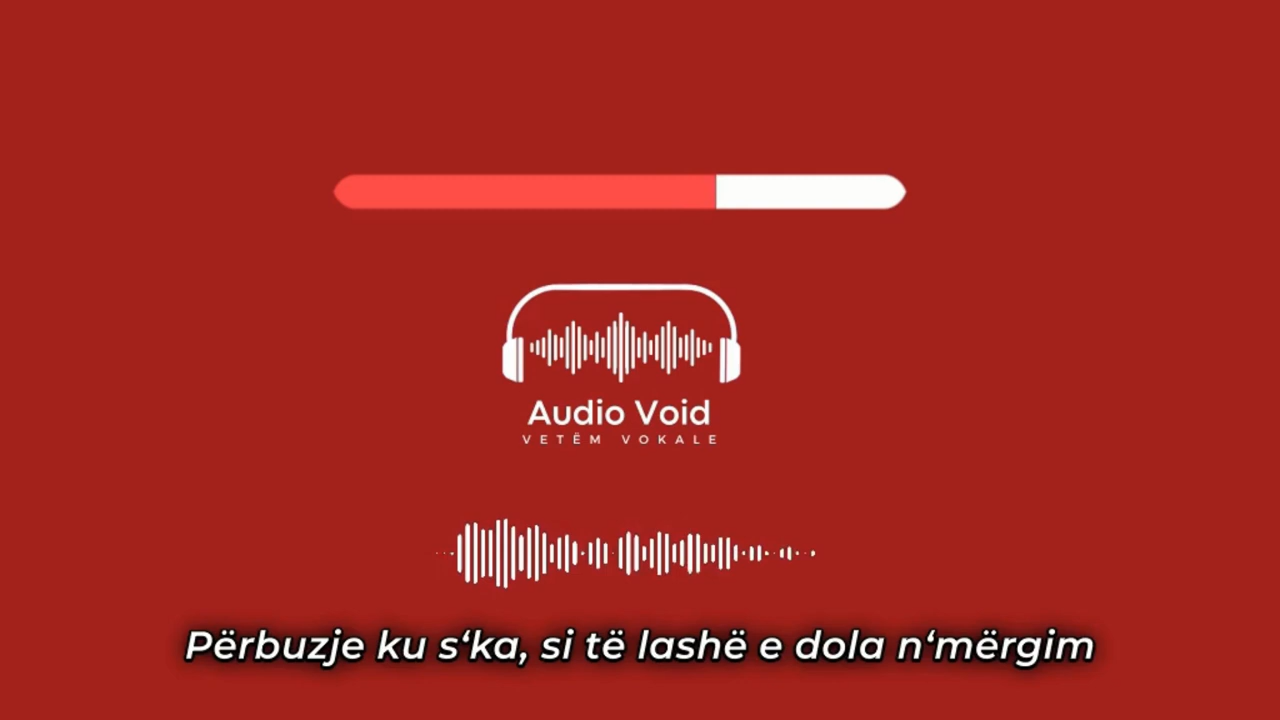 Audio Void
VETËM VOKALE
Përbuzje ku s‘ka, si të lashë e dola n‘mërgim